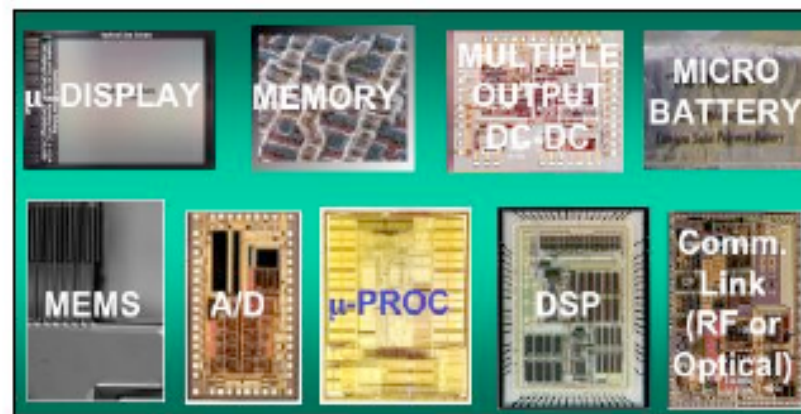 μ-DISPLAY
MEMORY
MULTIPLE
OUTPUT
DC-DC
MICRO
BATTERY
MEMS
A/D
μ-PROC
DSP
Comm.
Link
(RF or
Optical)